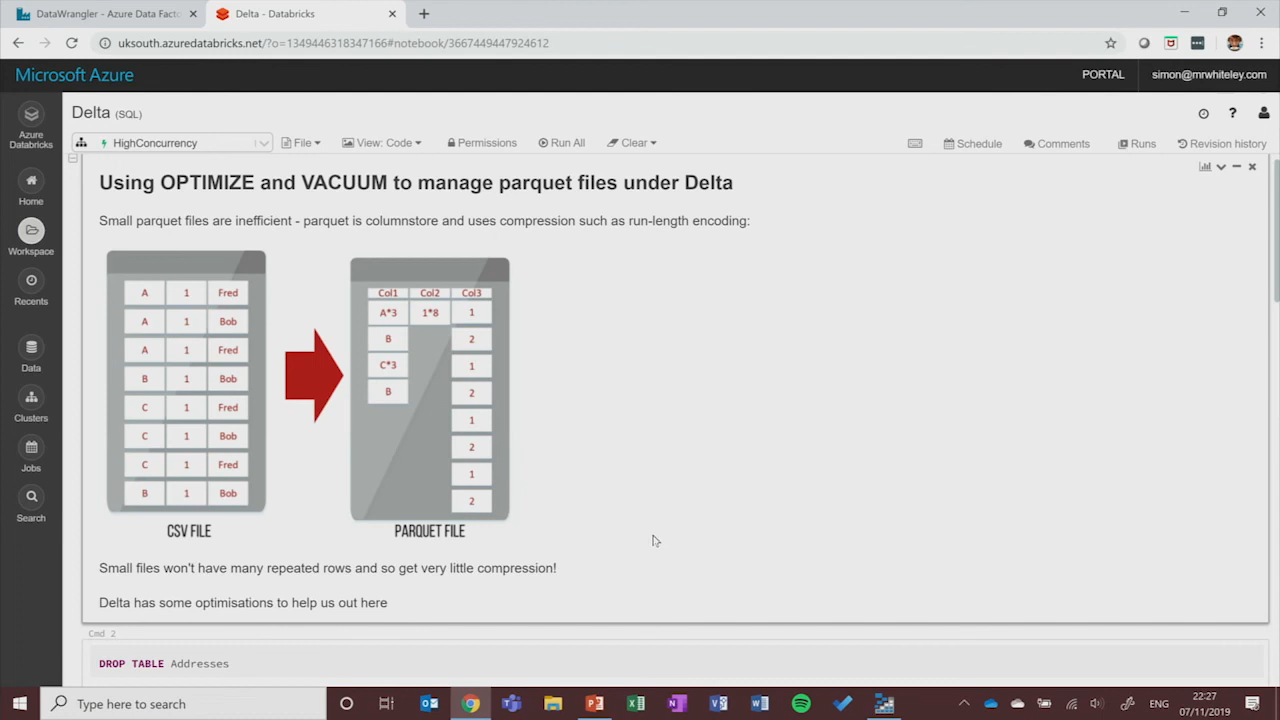 DataWrangler - Azure Data Facto
Delta - Databricks
uksouth.azuredatabricks.net/?o=1349446318347166#notebook/3667449447924612
Microsoft Azure
PORTAL
simon@mrwhiteley.com
Azure Databricks
Home
Workspace
Recents
Data
Clusters
Jobs
Search
Delta (SQL)
HighConcurrency
File
View: Code
Permissions
Run All
Clear
Schedule
Comments
Runs
Revision history
Using OPTIMIZE and VACUUM to manage parquet files under Delta
Small parquet files are inefficient - parquet is columnstore and uses compression such as run-length encoding:
A 1 Fred
A 1 Bob
A 1 Fred
B 1 Bob
C 1 Fred
C 1 Bob
C 1 Fred
B 1 Bob
CSV FILE
Col1 Col2 Col3
A*3 1*8 1
B 2
C*3 1
B 2
1
2
1
2
PARQUET FILE
Small files won't have many repeated rows and so get very little compression!
Delta has some optimisations to help us out here
Cmd 2
DROP TABLE Addresses
Type here to search
ENG
22:27
07/11/2019